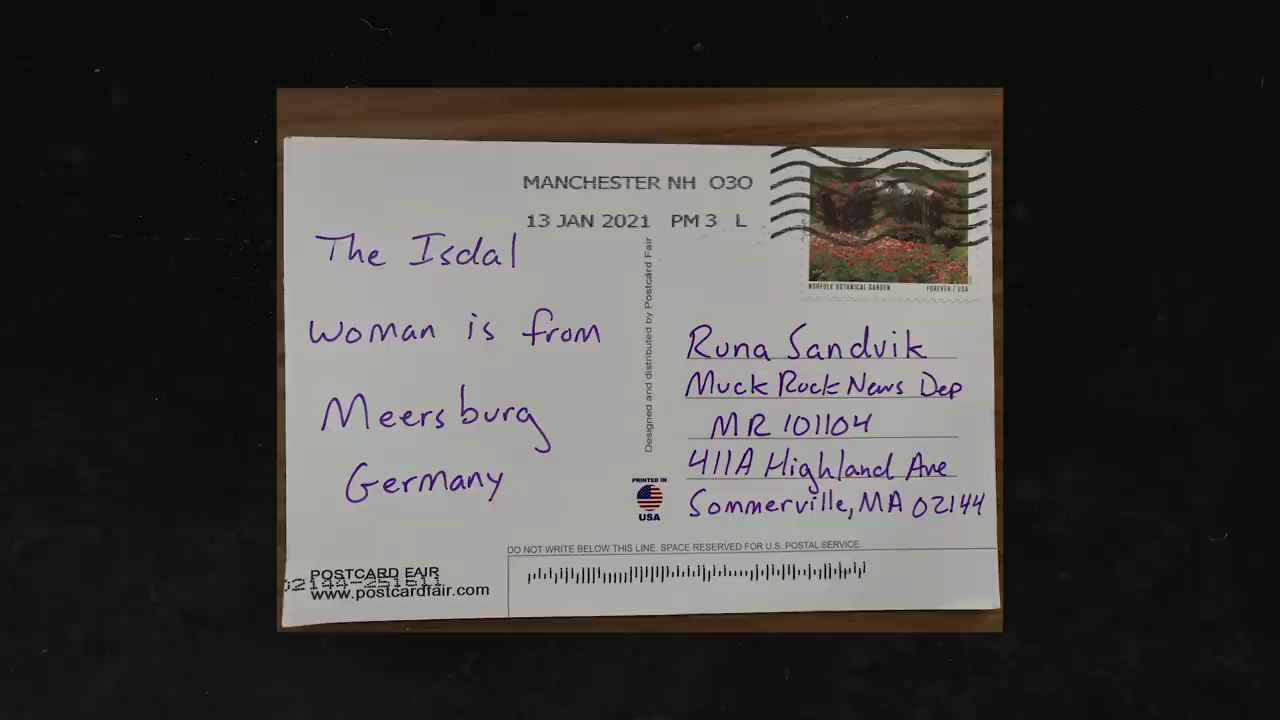 MANCHESTER NH 030
13 JAN 2021 PM 3 L
The Isdal
woman is from
Meersburg
Germany
Designed and distributed by Postcard Fair
NORFOLK BOTANICAL GARDEN
FOREVER / USA
Runa Sandvik
Muck Rock News Dep
MR 101104
411A Highland Ave
Sommerville, MA 02144
PRINTED IN
USA
DO NOT WRITE BELOW THIS LINE. SPACE RESERVED FOR U.S. POSTAL SERVICE.
POSTCARD FAIR
02144-251811
www.postcardfair.com